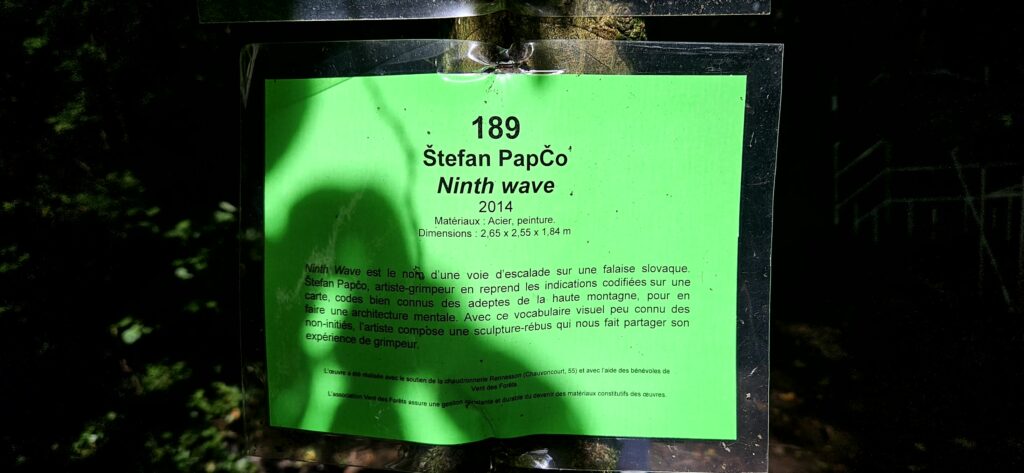 189
Štefan PapČo
Ninth wave
2014
Matériaux : Acier, peinture.
Dimensions : 2,65 x 2,55 x 1,84 m
Ninth Wave est le nom d'une voie d'escalade sur une falaise slovaque.
Štefan Papčo, artiste-grimpeur en reprend les indications codifiées sur une
carte, codes bien connus des adeptes de la haute montagne, pour en
faire une architecture mentale. Avec ce vocabulaire visuel peu connu des
non-initiés, l'artiste compose une sculpture-rébus qui nous fait partager son
expérience de grimpeur.
L'œuvre a été réalisée avec le soutien de la chaudronnerie Rennesson (Chauvoncourt, 55) et avec l'aide des bénévoles de
Vent des Forêts
L'association Vent des Forêts assure une gestion constante et durable du devenir des matériaux constitutifs des œuvres.